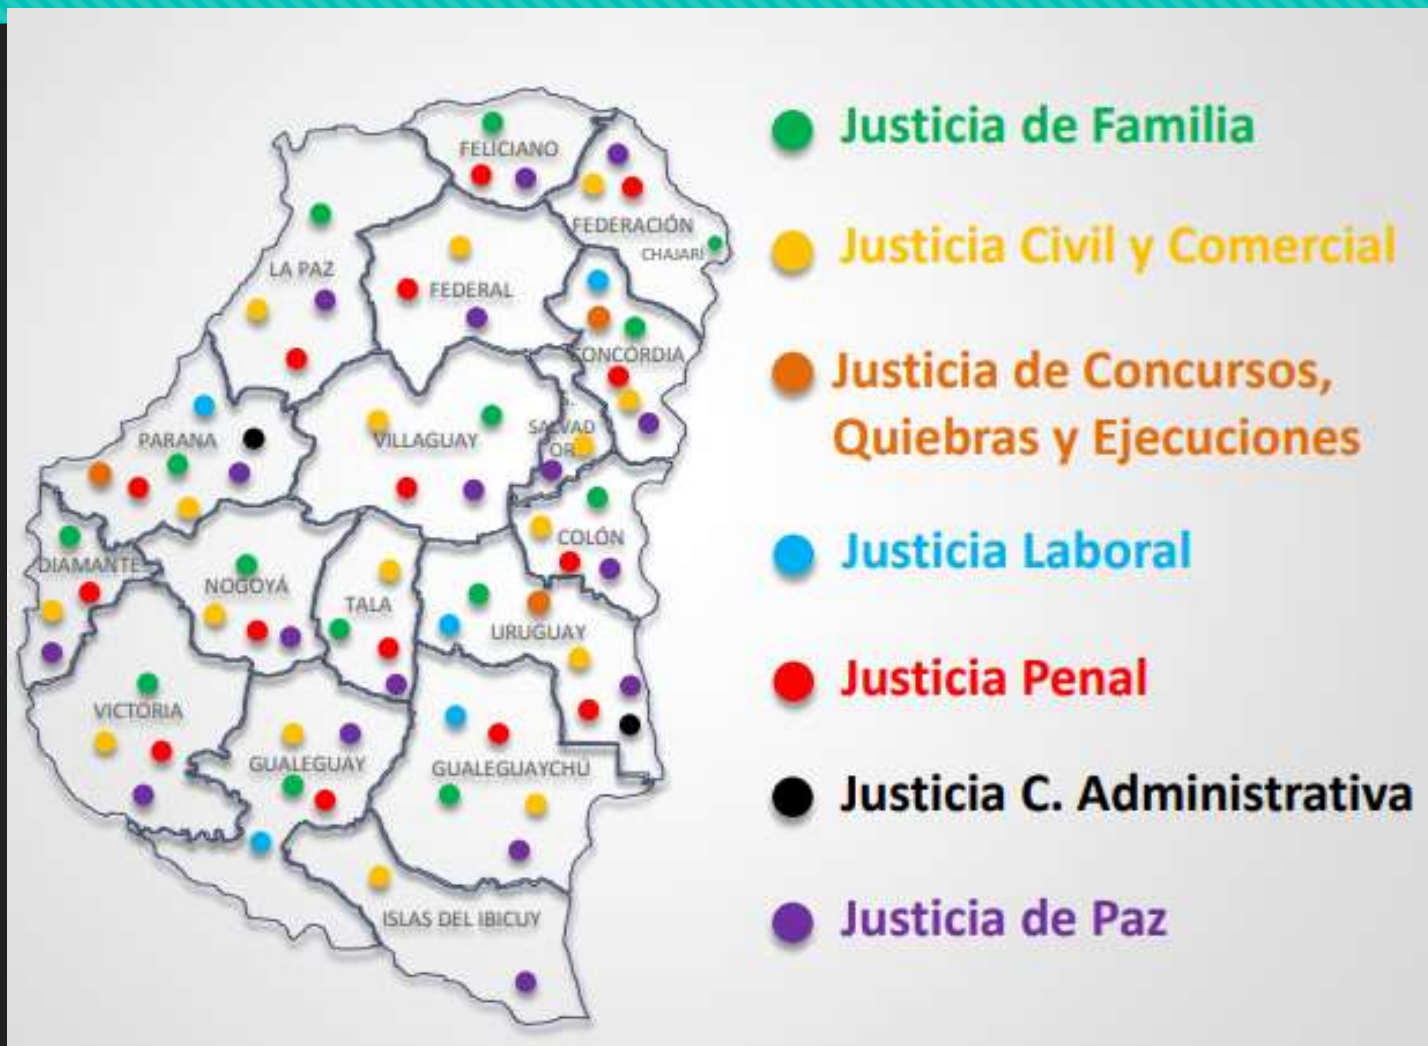 FELICIANO
FEDERACIÓN
CHAJARÍ
LA PAZ
FEDERAL
CONCORDIA
PARANA
VILLAGUAY
S.
SALVAD
OR
COLÓN
DIAMANTE
NOGOYÁ
TALA
URUGUAY
VICTORIA
GUALEGUAY
GUALEGUAYCHÚ
ISLAS DEL IBICUY
Justicia de Familia
Justicia Civil y Comercial
Justicia de Concursos,
Quiebras y Ejecuciones
Justicia Laboral
Justicia Penal
Justicia C. Administrativa
Justicia de Paz